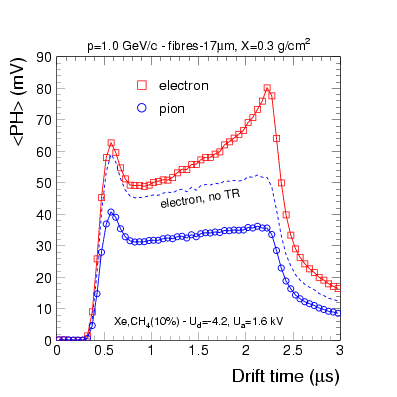 p=1.0 GeV/c - fibres-17μm, X=0.3 g/cm²
<PH> (mV)
90
80
70
60
50
40
30
20
10
0
electron
pion
electron, no TR
Xe,CH₄(10%) - U_d=-4.2, U_a=1.6 kV
0 0.5 1 1.5 2 2.5 3
Drift time (μs)